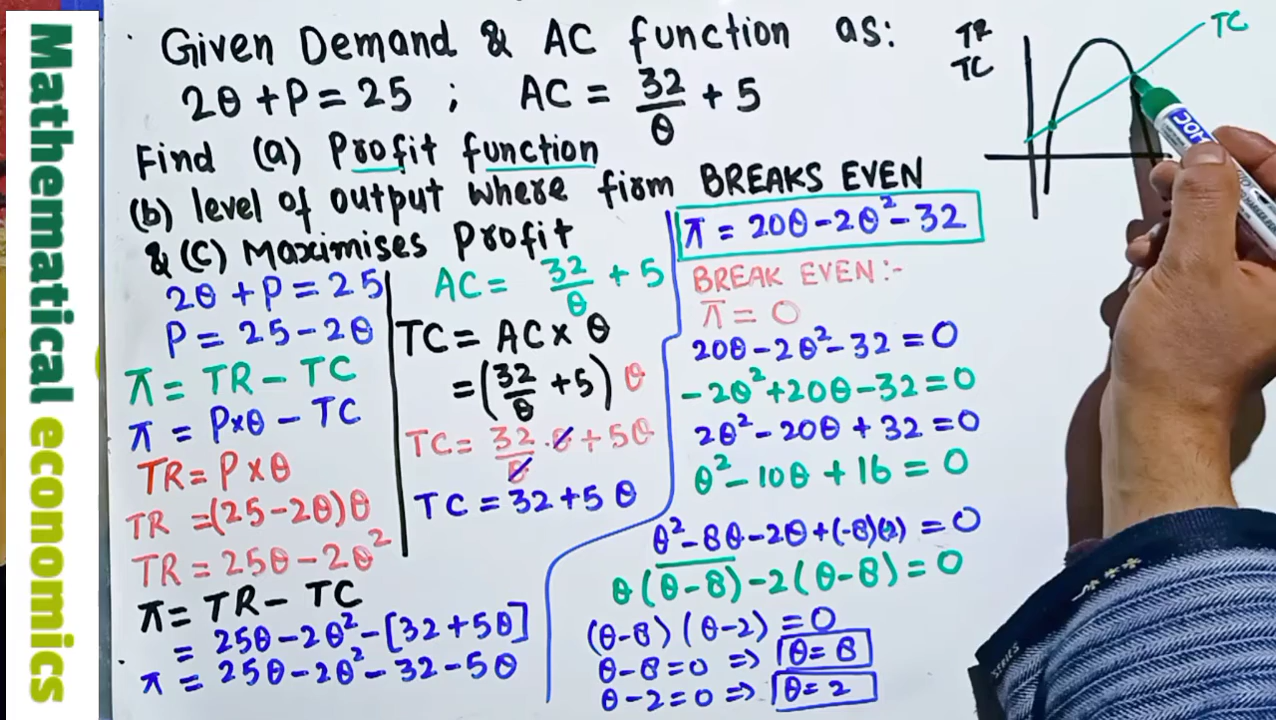 Mathematical economics
Given Demand & AC function as:
2θ + P = 25 ; AC = 32/θ + 5
Find (a) Profit function
(b) level of output where firm BREAKS EVEN
& (C) Maximises Profit
2θ + P = 25
P = 25 - 2θ
π = TR - TC
π = P×θ - TC
TR = P × θ
TR = (25-2θ)θ
TR = 25θ - 2θ²
π = TR - TC
= 25θ - 2θ² - [32+5θ]
π = 25θ - 2θ² - 32 - 5θ
AC = 32/θ + 5
TC = AC × θ
= (32/θ + 5) θ
TC = 32/θ · θ + 5θ
TC = 32 + 5θ
π = 20θ - 2θ² - 32
BREAK EVEN :-
π = 0
20θ - 2θ² - 32 = 0
-2θ² + 20θ - 32 = 0
2θ² - 20θ + 32 = 0
θ² - 10θ + 16 = 0
θ² - 8θ - 2θ + (-8)(-2) = 0
θ(θ-8) - 2(θ-8) = 0
(θ-8) (θ-2) = 0
θ-8 = 0 => θ = 8
θ-2 = 0 => θ = 2
TR
TC
TC